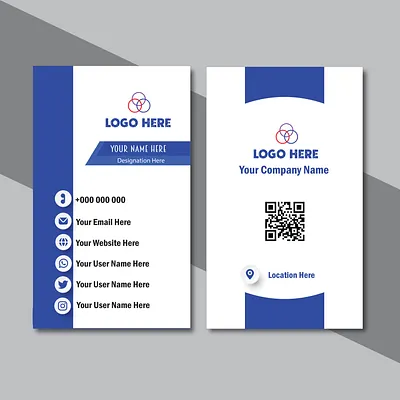 LOGO HERE
YOUR NAME HERE
Designation Here
+000 000 000
Your Email Here
Your Website Here
Your User Name Here
Your User Name Here
Your User Name Here
LOGO HERE
Your Company Name
Location Here